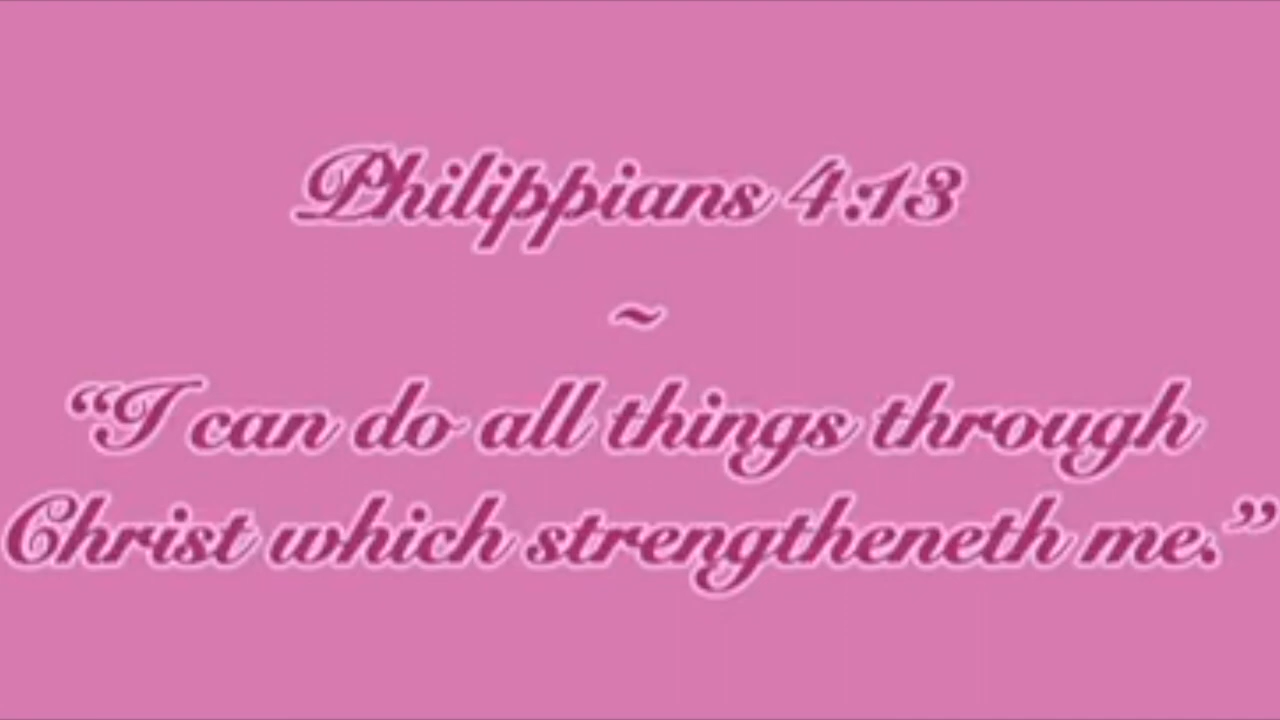 Philippians 4:13
~
“I can do all things through
Christ which strengtheneth me.”